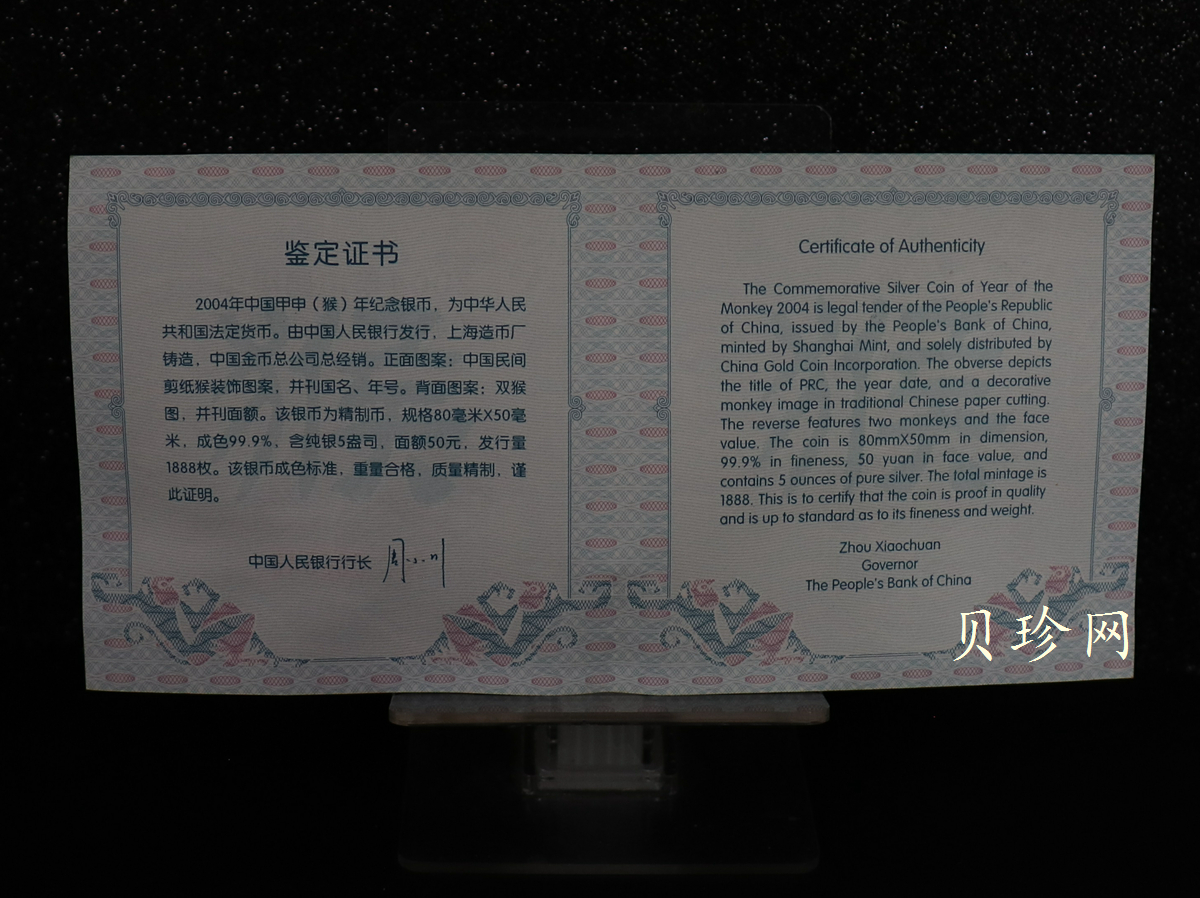 鉴定证书
2004年中国甲申（猴）年纪念银币，为中华人民
共和国法定货币。由中国人民银行发行，上海造币厂
铸造，中国金币总公司总经销。正面图案：中国民间
剪纸猴装饰图案，并刊国名、年号。背面图案：双猴
图，并刊面额。该银币为精制币，规格80毫米X50毫
米，成色99.9%，含纯银5盎司，面额50元，发行量
1888枚。该银币成色标准，重量合格，质量精制，谨
此证明。
中国人民银行行长 周小川
Certificate of Authenticity
The Commemorative Silver Coin of Year of the
Monkey 2004 is legal tender of the People's Republic
of China, issued by the People's Bank of China,
minted by Shanghai Mint, and solely distributed by
China Gold Coin Incorporation. The obverse depicts
the title of PRC, the year date, and a decorative
monkey image in traditional Chinese paper cutting.
The reverse features two monkeys and the face
value. The coin is 80mmX50mm in dimension,
99.9% in fineness, 50 yuan in face value, and
contains 5 ounces of pure silver. The total mintage is
1888. This is to certify that the coin is proof in quality
and is up to standard as to its fineness and weight.
Zhou Xiaochuan
Governor
The People's Bank of China
贝珍网